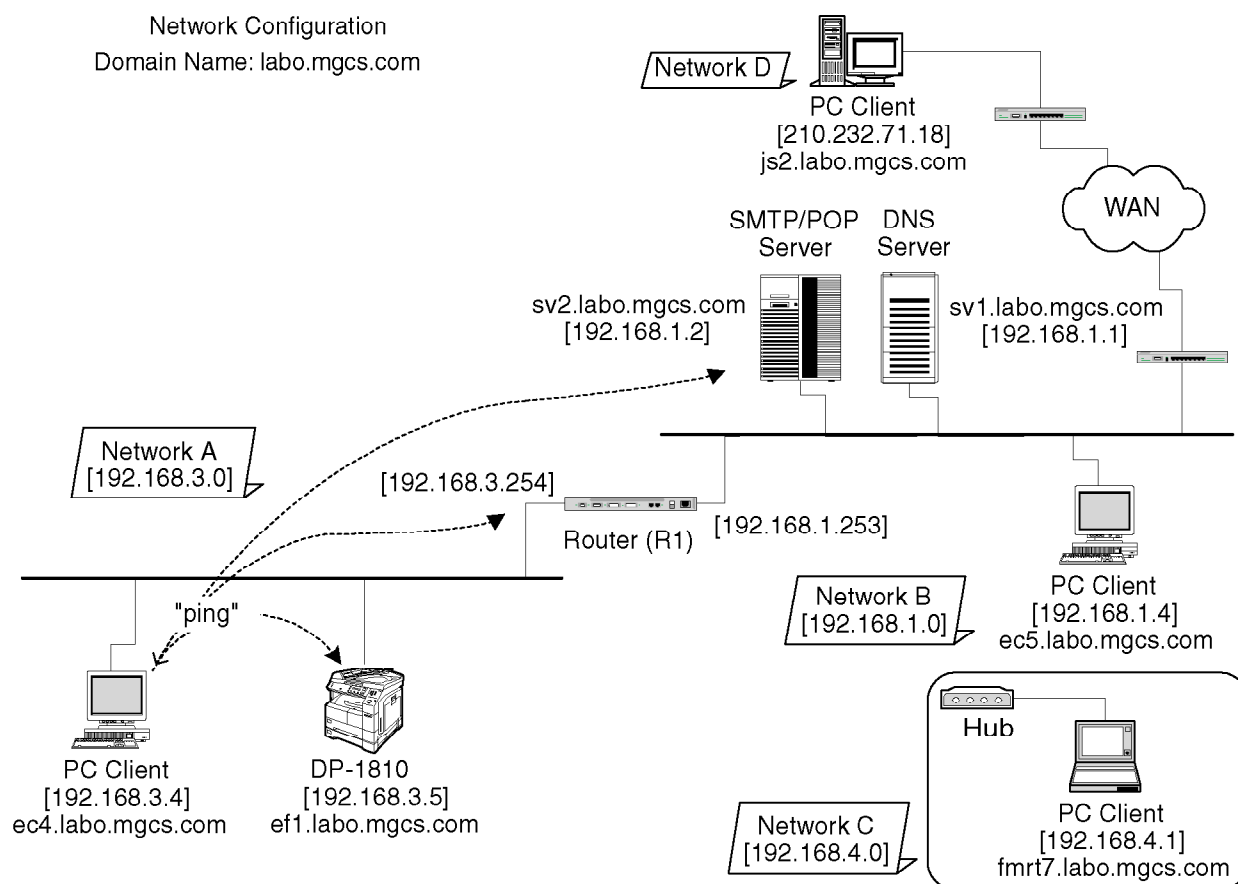 Network Configuration
Domain Name: labo.mgcs.com
Network D
PC Client
[210.232.71.18]
js2.labo.mgcs.com
WAN
SMTP/POP
Server
DNS
Server
sv2.labo.mgcs.com
[192.168.1.2]
sv1.labo.mgcs.com
[192.168.1.1]
Network A
[192.168.3.0]
[192.168.3.254]
Router (R1)
[192.168.1.253]
"ping"
PC Client
[192.168.3.4]
ec4.labo.mgcs.com
DP-1810
[192.168.3.5]
ef1.labo.mgcs.com
Network B
[192.168.1.0]
PC Client
[192.168.1.4]
ec5.labo.mgcs.com
Hub
Network C
[192.168.4.0]
PC Client
[192.168.4.1]
fmrt7.labo.mgcs.com